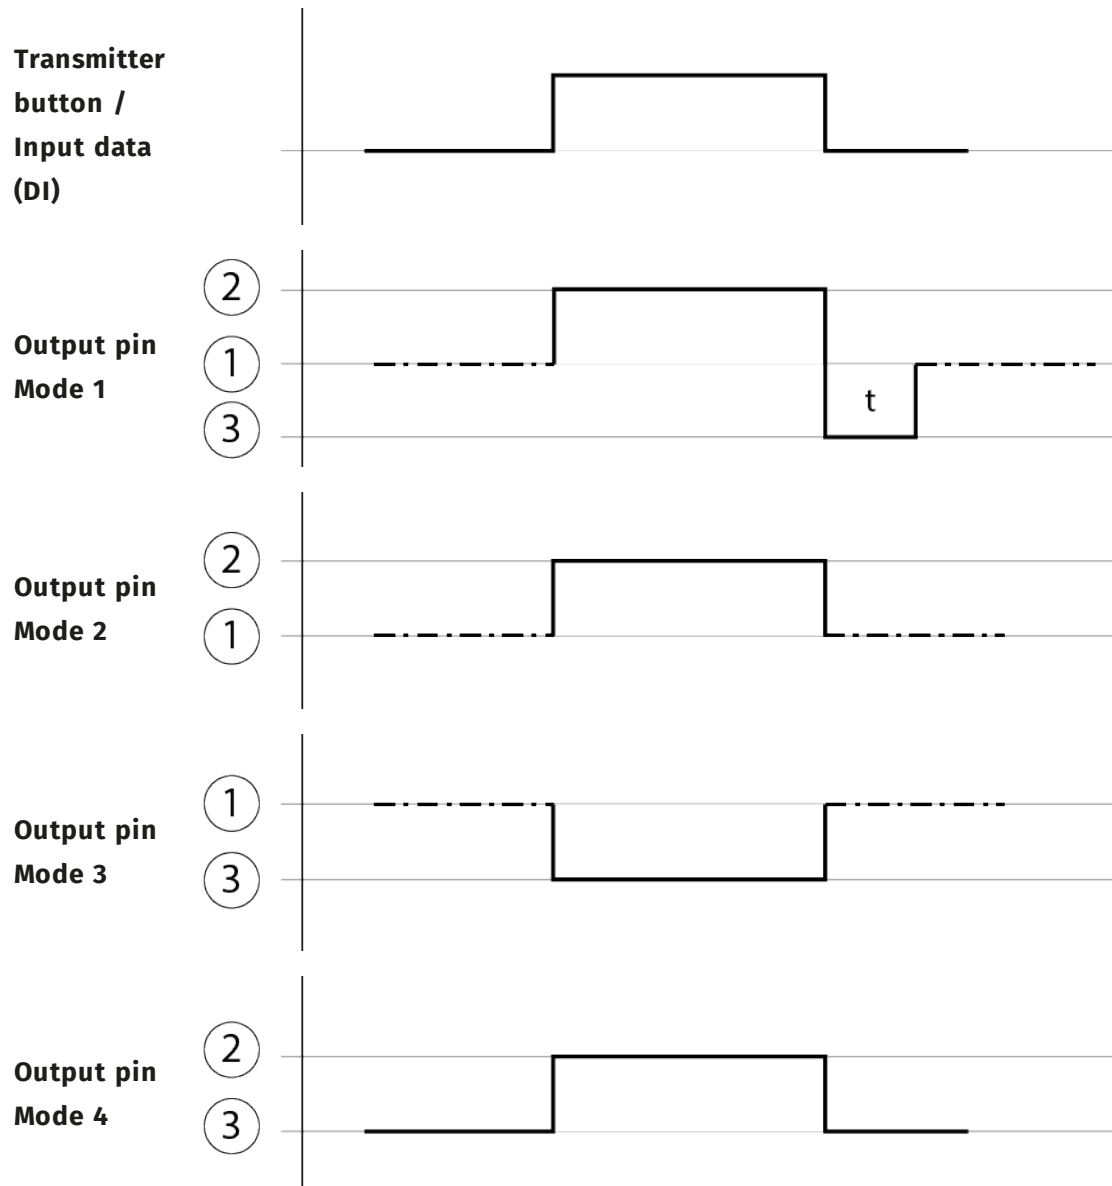 Transmitter
button /
Input data
(DI)
2
Output pin
Mode 1
1
t
3
2
Output pin
Mode 2
1
1
Output pin
Mode 3
3
2
Output pin
Mode 4
3